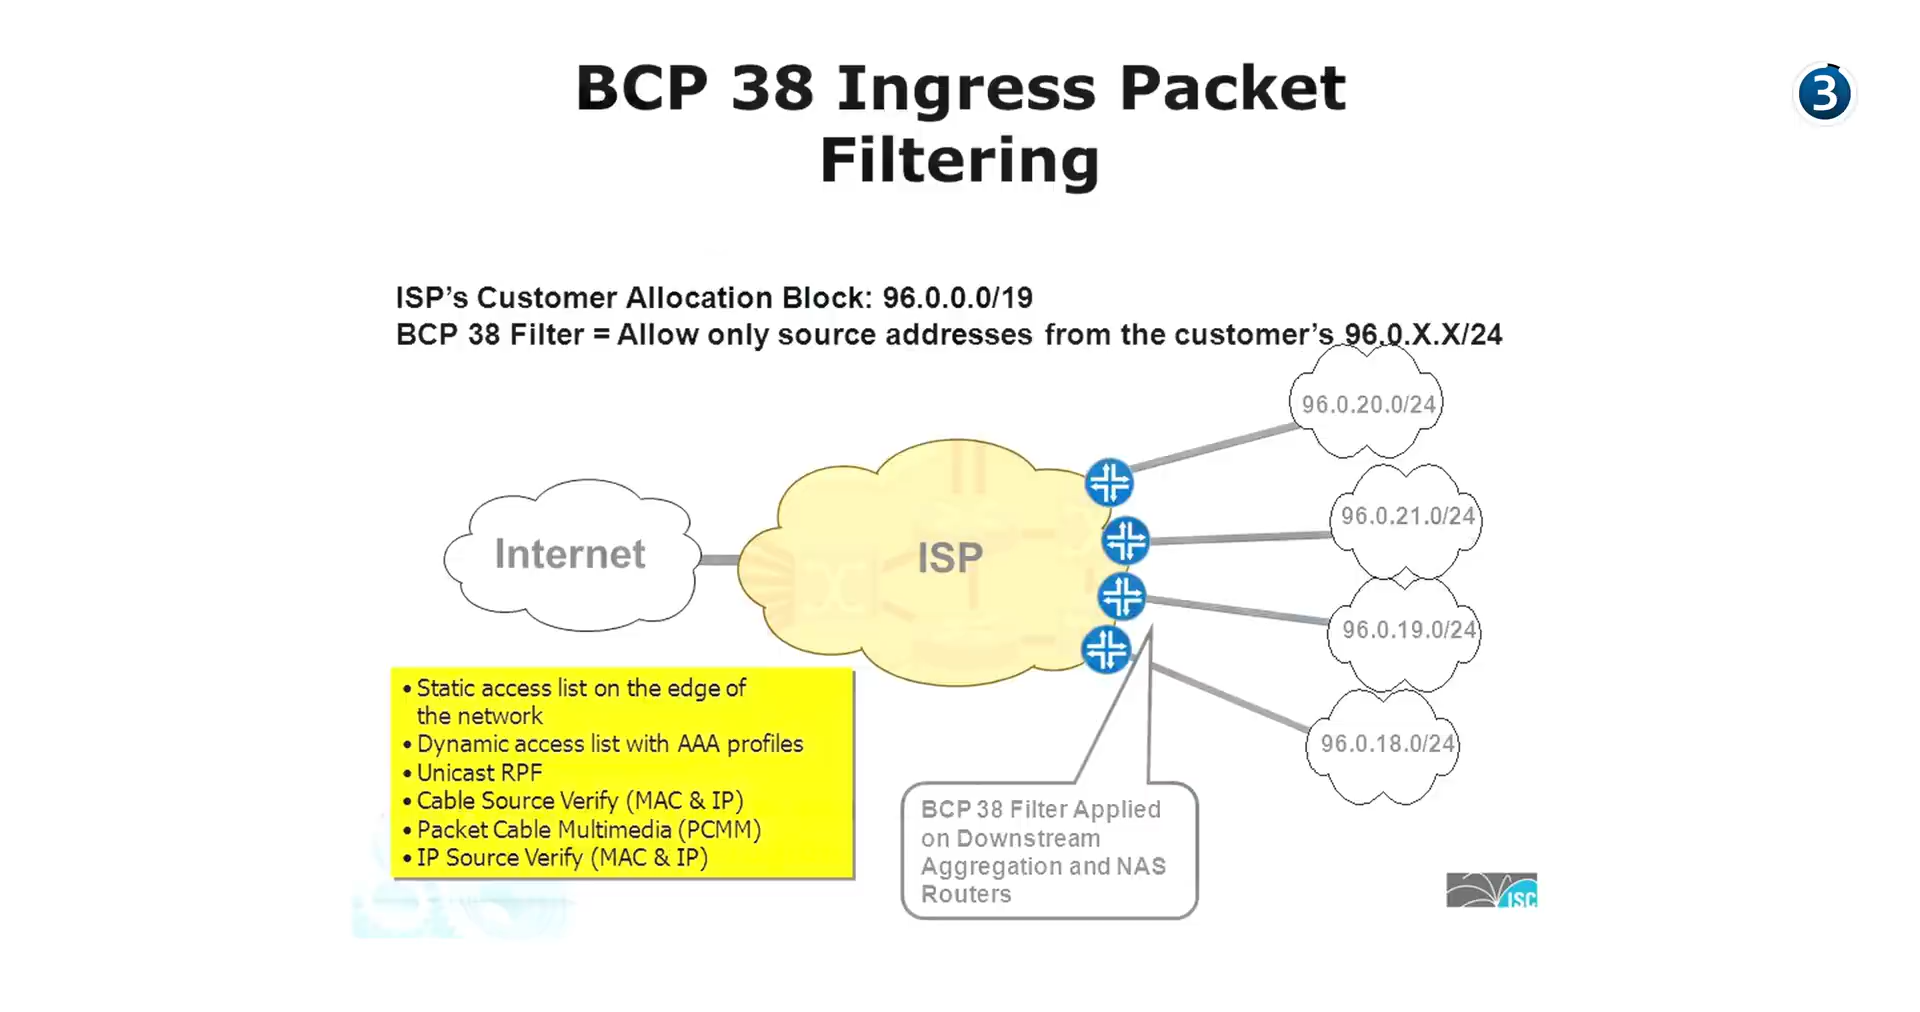 BCP 38 Ingress Packet
Filtering
3
ISP's Customer Allocation Block: 96.0.0.0/19
BCP 38 Filter = Allow only source addresses from the customer's 96.0.X.X/24
96.0.20.0/24
96.0.21.0/24
Internet
ISP
96.0.19.0/24
96.0.18.0/24
• Static access list on the edge of
the network
• Dynamic access list with AAA profiles
• Unicast RPF
• Cable Source Verify (MAC & IP)
• Packet Cable Multimedia (PCMM)
• IP Source Verify (MAC & IP)
BCP 38 Filter Applied
on Downstream
Aggregation and NAS
Routers
ISC